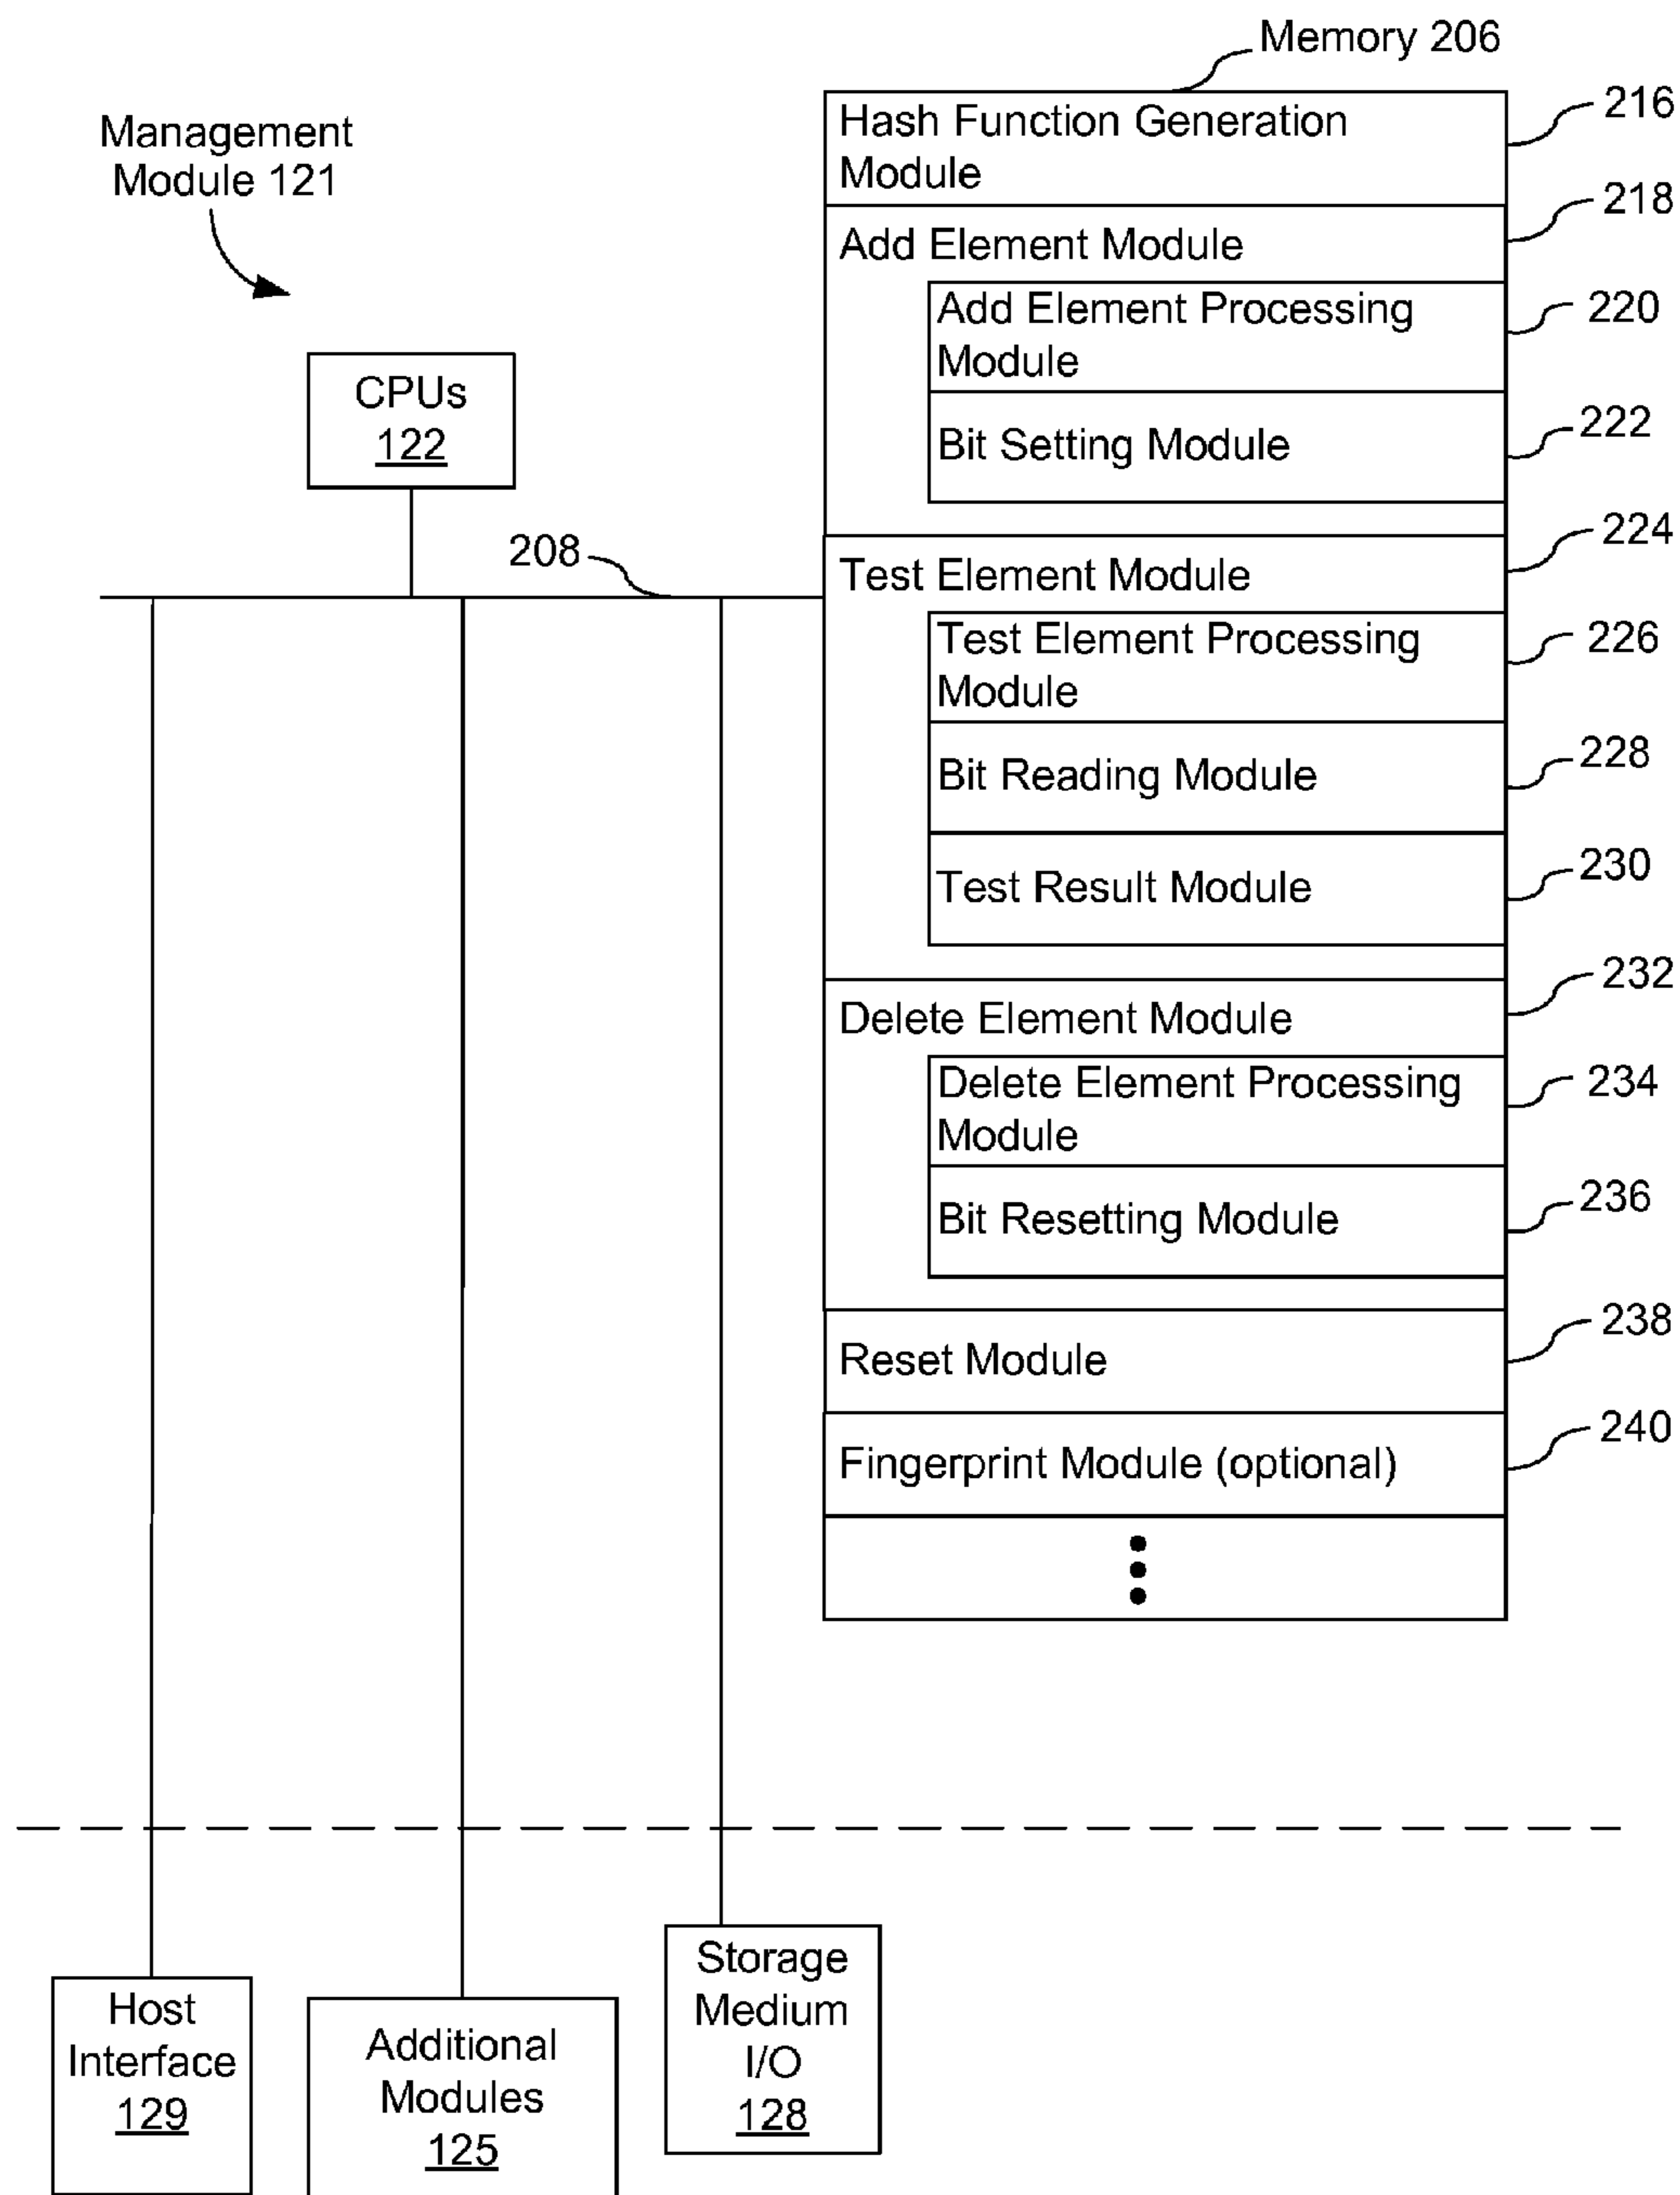 Memory 206
Management
Module 121
Hash Function Generation
Module
216
Add Element Module
218
Add Element Processing
Module
220
CPUs
122
Bit Setting Module
222
208
Test Element Module
224
Test Element Processing
Module
226
Bit Reading Module
228
Test Result Module
230
Delete Element Module
232
Delete Element Processing
Module
234
Bit Resetting Module
236
Reset Module
238
Fingerprint Module (optional)
240
Host
Interface
129
Additional
Modules
125
Storage
Medium
I/O
128